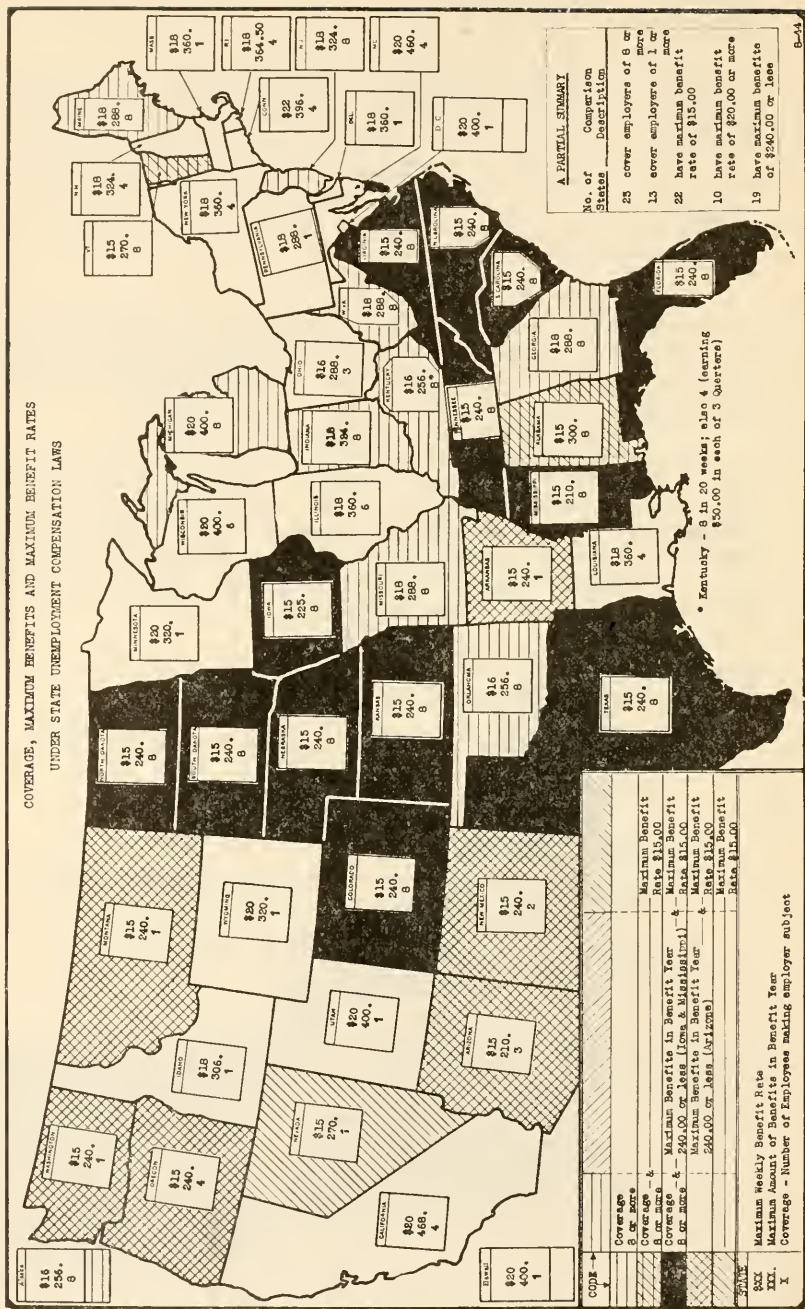 COVERAGE, MAXIMUM BENEFITS AND MAXIMUM BENEFIT RATES
UNDER STATE UNEMPLOYMENT COMPENSATION LAWS
Alaska
$16
256.
8
WASHINGTON
$15
240.
1
OREGON
$15
240.
4
CALIFORNIA
$20
468.
4
Hawaii
$20
400.
1
NEVADA
$15
270.
1
IDAHO
$18
306.
1
MONTANA
$15
240.
1
WYOMING
$20
320.
1
UTAH
$20
400.
1
ARIZONA
$15
210.
3
COLORADO
$15
240.
8
NEW MEXICO
$15
240.
2
NORTH DAKOTA
$15
240.
8
SOUTH DAKOTA
$15
240.
8
NEBRASKA
$15
240.
8
KANSAS
$15
240.
8
OKLAHOMA
$16
256.
8
TEXAS
$15
240.
8
MINNESOTA
$20
320.
1
IOWA
$15
225.
8
MISSOURI
$18
288.
8
ARKANSAS
$15
240.
1
LOUISIANA
$18
360.
4
WISCONSIN
$20
400.
6
ILLINOIS
$18
360.
6
MICHIGAN
$20
400.
8
INDIANA
$18
324.
8
OHIO
$16
288.
3
KENTUCKY
$16
256.
8*
TENNESSEE
$15
240.
8
MISSISSIPPI
$15
210.
8
ALABAMA
$15
300.
8
GEORGIA
$18
288.
8
FLORIDA
$15
240.
8
S CAROLINA
$15
240.
8
N CAROLINA
$15
240.
8
VIRGINIA
$15
240.
8
W VA
$18
288.
8
PENNSYLVANIA
$18
288.
1
NEW YORK
$18
360.
4
VT
$15
270.
8
N H
$18
324.
4
MAINE
$18
288.
8
MASS
$18
360.
1
R I
$18
364.50
4
CONN
$22
396.
4
N J
$18
324.
8
DEL
$18
360.
1
MD
$20
460.
4
D C
$20
400.
1
* Kentucky - 8 in 20 weeks; also 4 (earning
$50.00 in each of 3 Quarters)
A PARTIAL SUMMARY
No. of Comparison
States Description
25 cover employers of 8 or more
13 cover employers of 1 or more
22 have maximum benefit
rate of $15.00
10 have maximum benefit
rate of $20.00 or more
19 have maximum benefits
of $240.00 or less
8-44
CODE
Coverage
8 or more
Coverage & Maximum Benefit
8 or more Rate $15.00
Coverage & Maximum Benefits in Benefit Year & Maximum Benefit
8 or more 240.00 or less (Iowa & Mississippi) Rate $15.00
Maximum Benefits in Benefit Year & Maximum Benefit
240.00 or less (Arizona) Rate $15.00
Maximum Benefit
Rate $15.00
STATE
$XX Maximum Weekly Benefit Rate
XXX. Maximum Amount of Benefits in Benefit Year
X Coverage - Number of Employees making employer subject